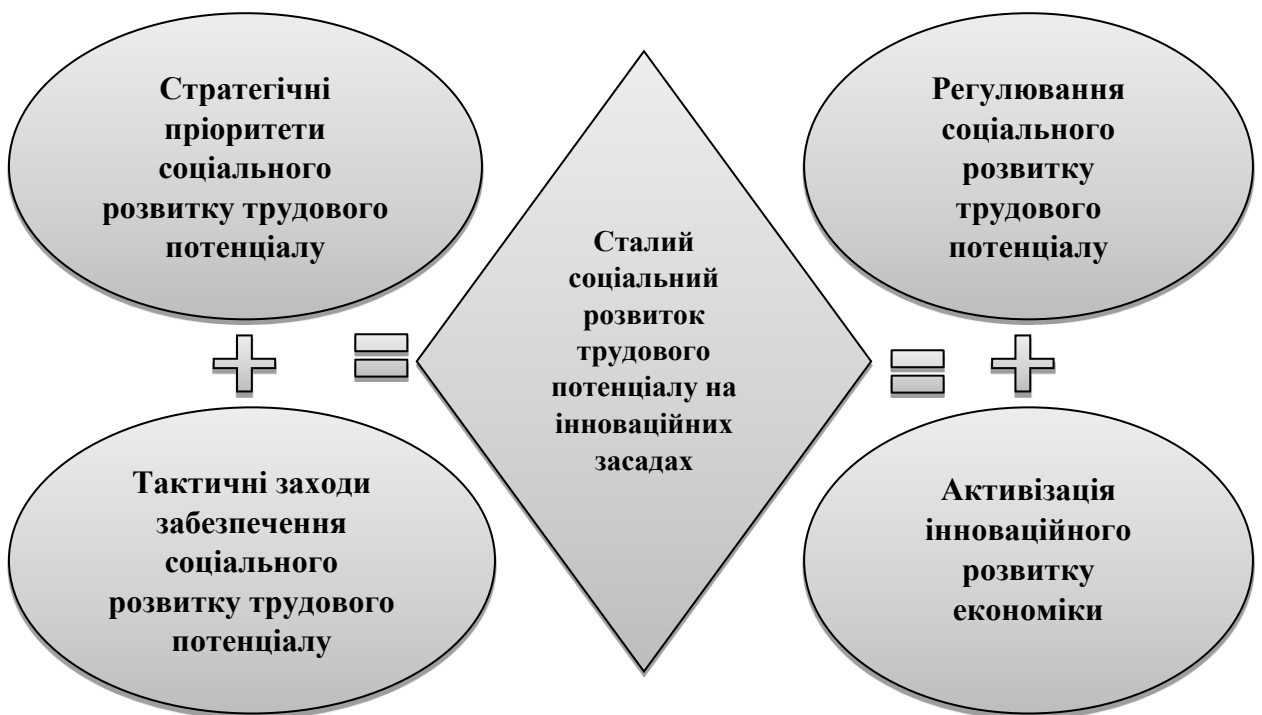 Стратегічні
пріоритети
соціального
розвитку трудового
потенціалу
Тактичні заходи
забезпечення
соціального
розвитку трудового
потенціалу
Сталий
соціальний
розвиток
трудового
потенціалу на
інноваційних
засадах
Регулювання
соціального
розвитку
трудового
потенціалу
Активізація
інноваційного
розвитку
економіки